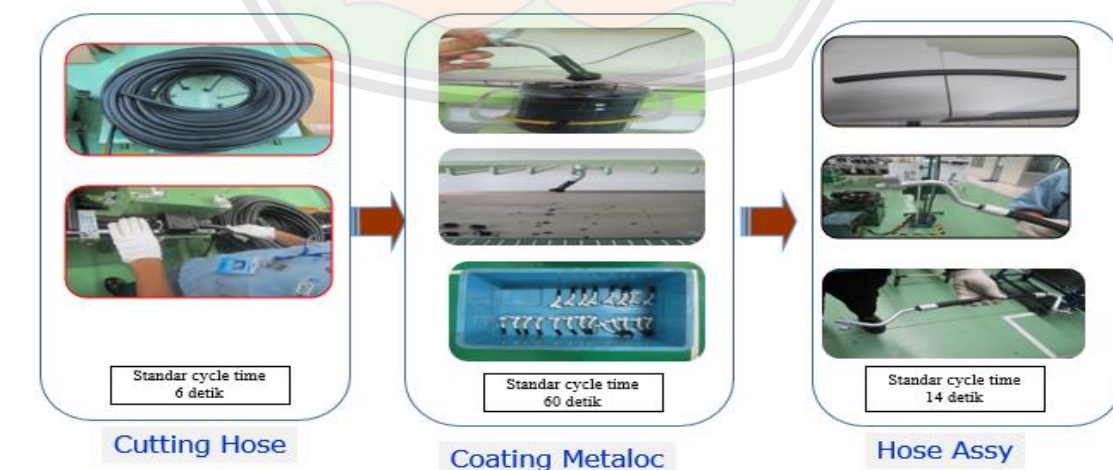 Standar cycle time
6 detik
Cutting Hose
Standar cycle time
60 detik
Coating Metaloc
Standar cycle time
14 detik
Hose Assy